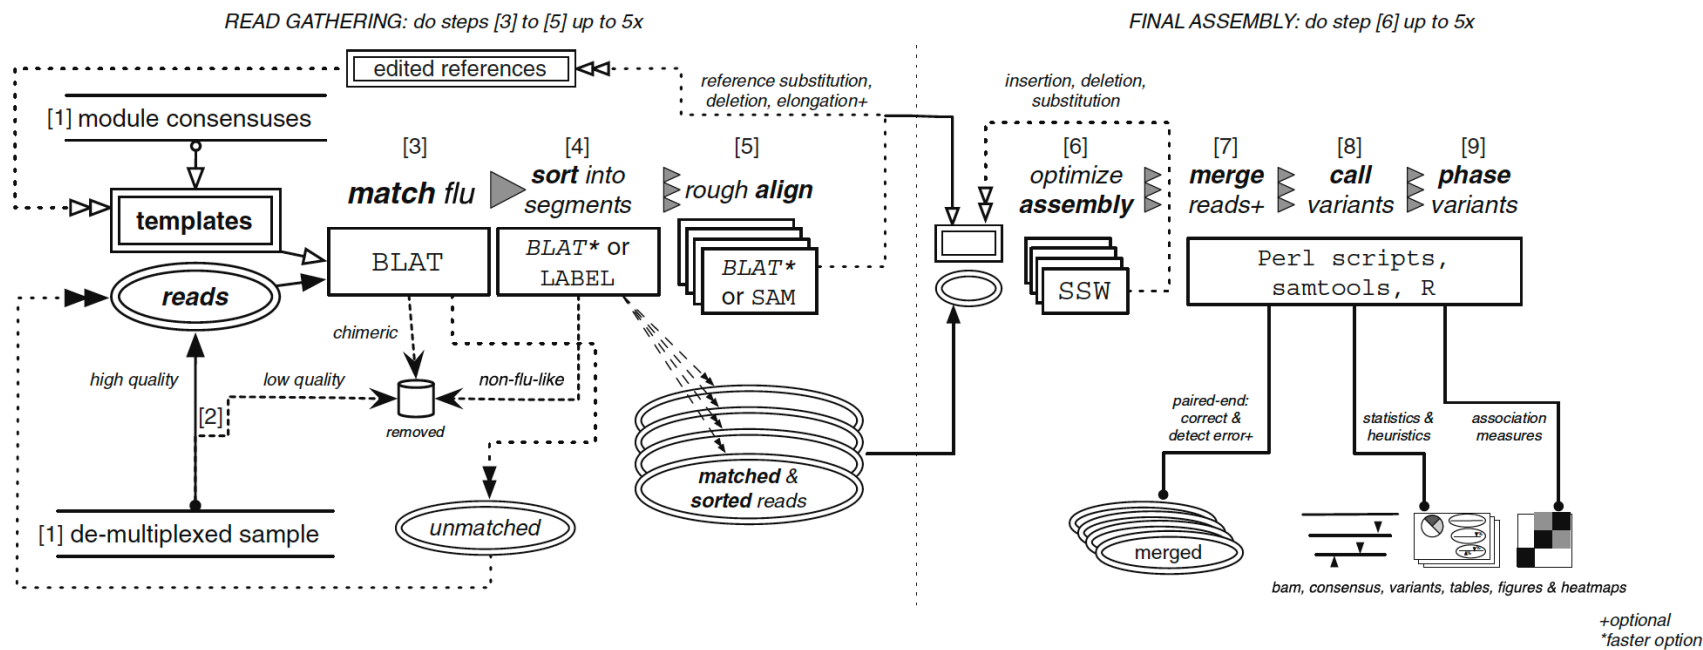 READ GATHERING: do steps [3] to [5] up to 5x
FINAL ASSEMBLY: do step [6] up to 5x
edited references
reference substitution,
deletion, elongation+
insertion, deletion,
substitution
[1] module consensuses
[3]
match flu
[4]
sort into
segments
[5]
rough align
[6]
optimize
assembly
[7]
merge
reads+
[8]
call
variants
[9]
phase
variants
templates
BLAT
BLAT* or
LABEL
BLAT*
or SAM
SSW
Perl scripts,
samtools, R
reads
chimeric
high quality
low quality
non-flu-like
[2]
removed
paired-end:
correct &
detect error+
statistics &
heuristics
association
measures
matched &
sorted reads
[1] de-multiplexed sample
unmatched
merged
bam, consensus, variants, tables, figures & heatmaps
+optional
*faster option